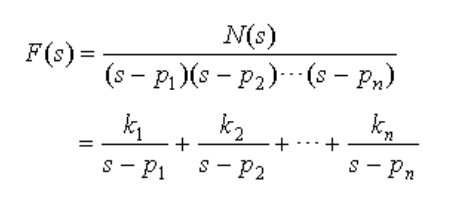 F(s) = N(s) / (s − p₁)(s − p₂)⋯(s − pₙ)
= k₁ / s − p₁ + k₂ / s − p₂ + ⋯ + kₙ / s − pₙ